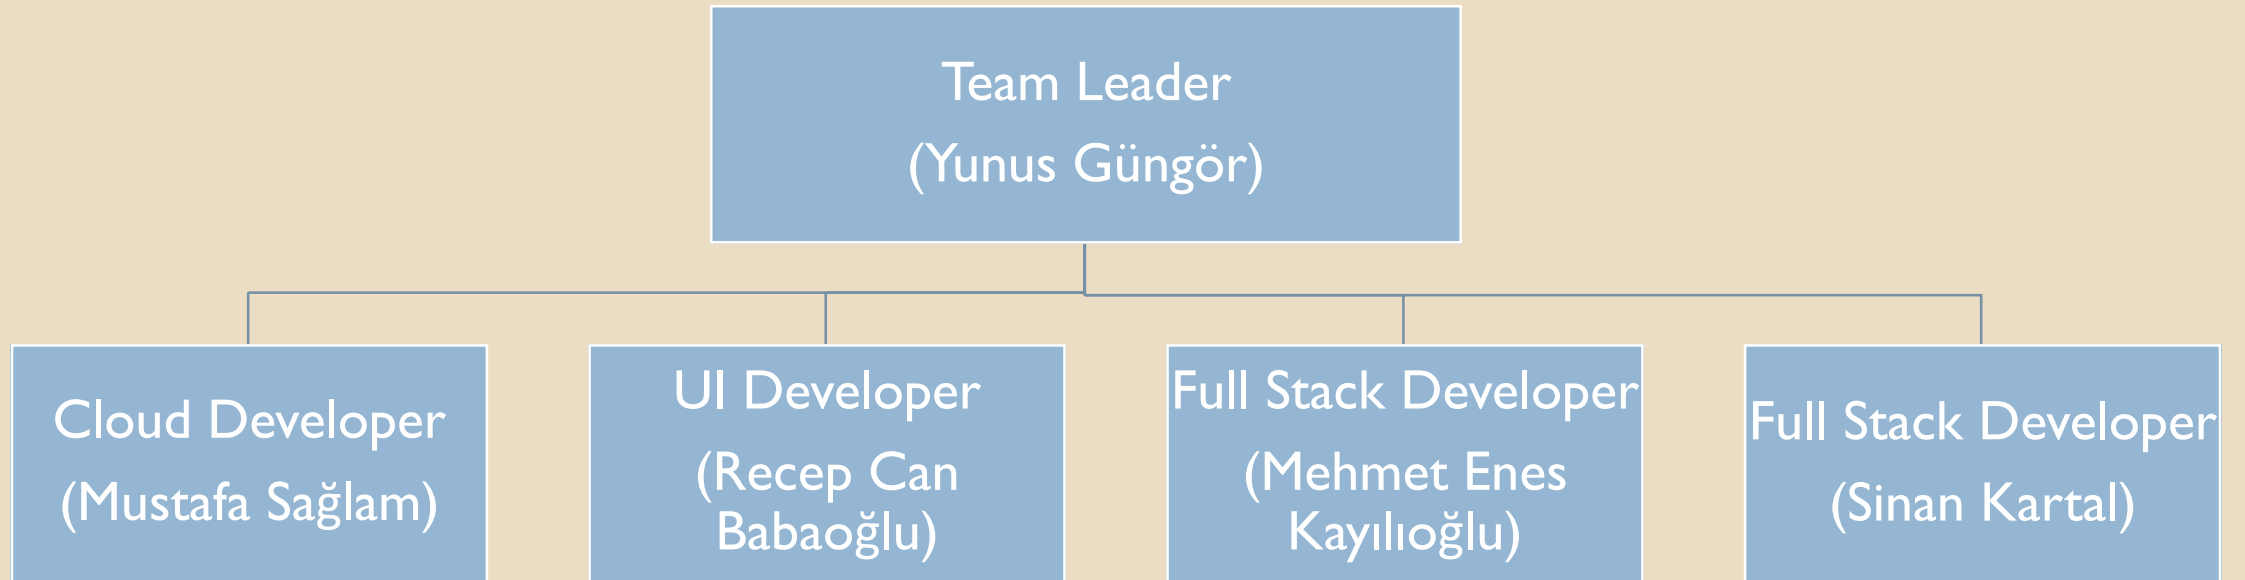 Team Leader
(Yunus Güngör)
Cloud Developer
(Mustafa Sağlam)
UI Developer
(Recep Can
Babaoğlu)
Full Stack Developer
(Mehmet Enes
Kayılıoğlu)
Full Stack Developer
(Sinan Kartal)